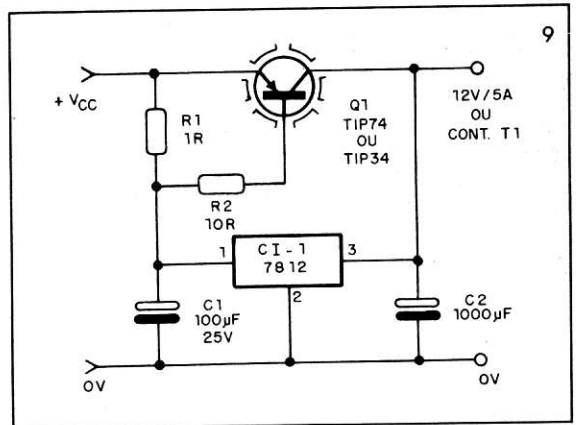 9
+ VCC
R1
1R
Q1
TIP74
OU
TIP34
12V/5A
OU
CONT. T1
R2
10R
1
CI-1
7812
3
2
C1
100µF
25V
C2
1000µF
0V
0V